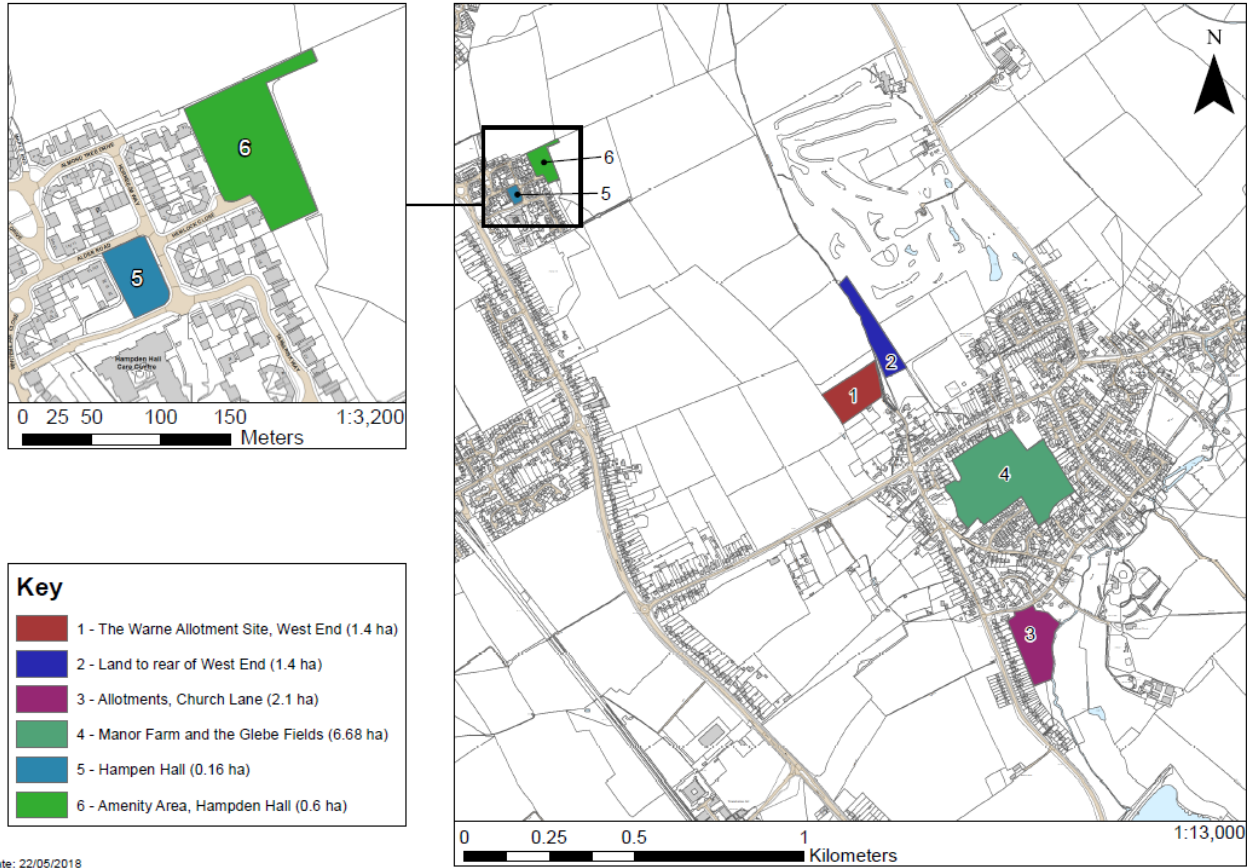 6
ALMOND TREE DRIVE
HEMLOCK CLOSE
ALDER ROAD
5
Hampden Hall
Care Centre
0 25 50 100 150 1:3,200
Meters
Key
1 - The Warne Allotment Site, West End (1.4 ha)
2 - Land to rear of West End (1.4 ha)
3 - Allotments, Church Lane (2.1 ha)
4 - Manor Farm and the Glebe Fields (6.68 ha)
5 - Hampen Hall (0.16 ha)
6 - Amenity Area, Hampden Hall (0.6 ha)
te: 22/05/2018
N
6
5
2
1
4
3
0 0.25 0.5 1 1:13,000
Kilometers